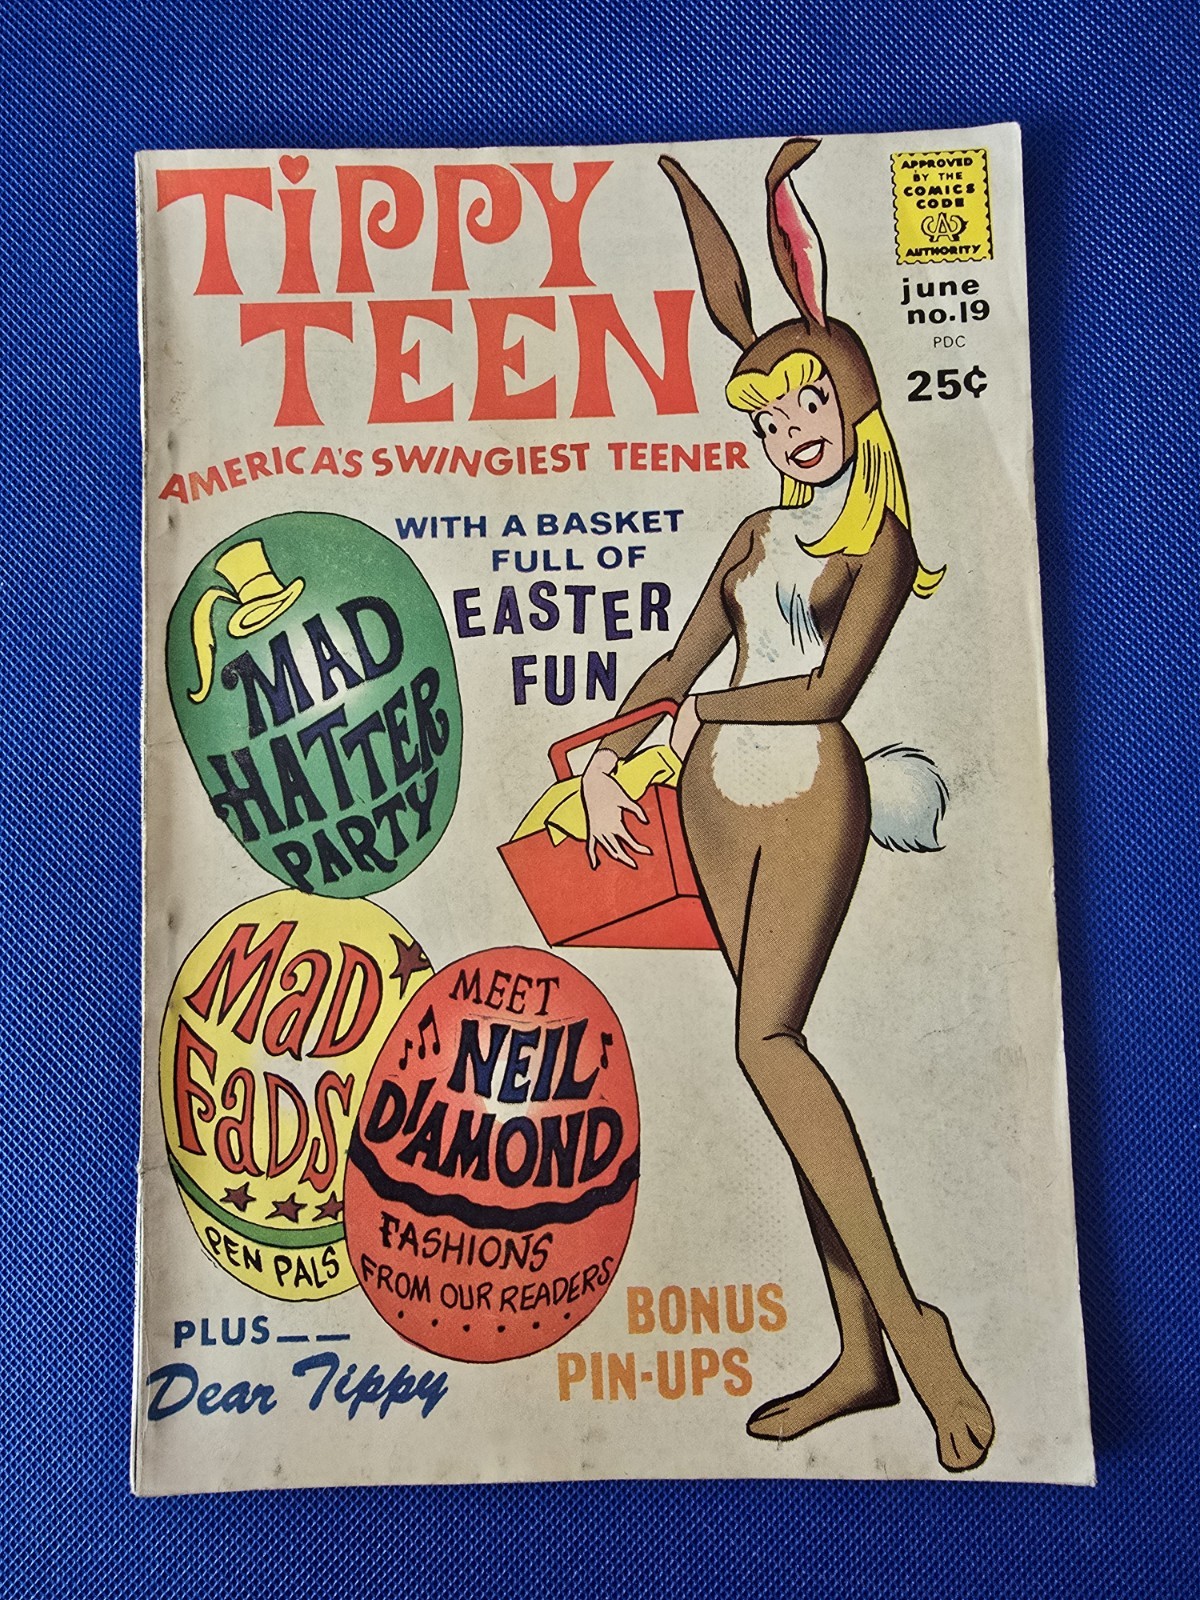 TiPPY
TEEN
AMERICA'S SWINGIEST TEENER
APPROVED
BY THE
COMICS
CODE
CA
AUTHORITY
june
no.19
PDC
25¢
WITH A BASKET
FULL OF
EASTER
FUN
MAD
HATTER
PARTY
MaD
FaDS
PEN PALS
MEET
NEIL
DIAMOND
FASHIONS
FROM OUR READERS
......
PLUS——
Dear Tippy
BONUS
PIN-UPS